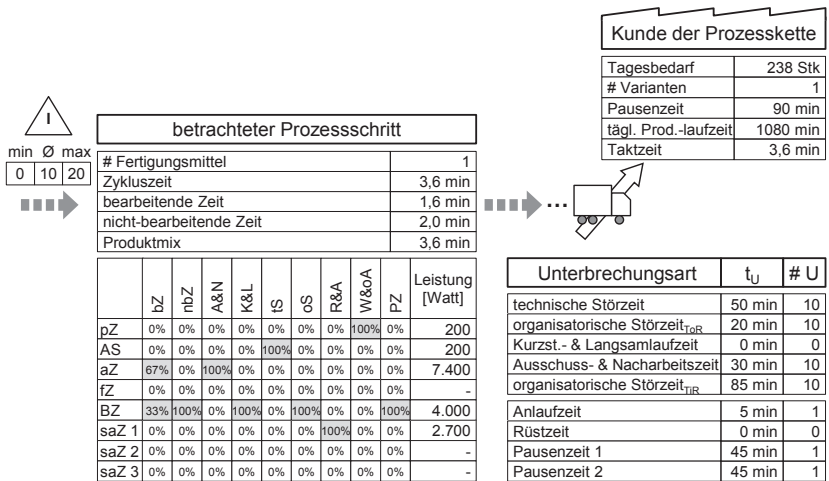 Kunde der Prozesskette
Tagesbedarf 238 Stk
# Varianten 1
Pausenzeit 90 min
tägl. Prod.-laufzeit 1080 min
Taktzeit 3,6 min
I
min Ø max
0 10 20
betrachteter Prozessschritt
# Fertigungsmittel 1
Zykluszeit 3,6 min
bearbeitende Zeit 1,6 min
nicht-bearbeitende Zeit 2,0 min
Produktmix 3,6 min
...
bZ nbZ A&N K&L tS oS R&A W&oA PZ Leistung [Watt]
pZ 0% 0% 0% 0% 0% 0% 0% 100% 0% 200
AS 0% 0% 0% 0% 100% 0% 0% 0% 0% 200
aZ 67% 0% 100% 0% 0% 0% 0% 0% 0% 7.400
fZ 0% 0% 0% 0% 0% 0% 0% 0% 0% -
BZ 33% 100% 0% 100% 0% 100% 0% 0% 100% 4.000
saZ 1 0% 0% 0% 0% 0% 0% 100% 0% 0% 2.700
saZ 2 0% 0% 0% 0% 0% 0% 0% 0% 0% -
saZ 3 0% 0% 0% 0% 0% 0% 0% 0% 0% -
Unterbrechungsart tU # U
technische Störzeit 50 min 10
organisatorische StörzeitToR 20 min 10
Kurzst.- & Langsamlaufzeit 0 min 0
Ausschuss- & Nacharbeitszeit 30 min 10
organisatorische StörzeitTiR 85 min 10
Anlaufzeit 5 min 1
Rüstzeit 0 min 0
Pausenzeit 1 45 min 1
Pausenzeit 2 45 min 1